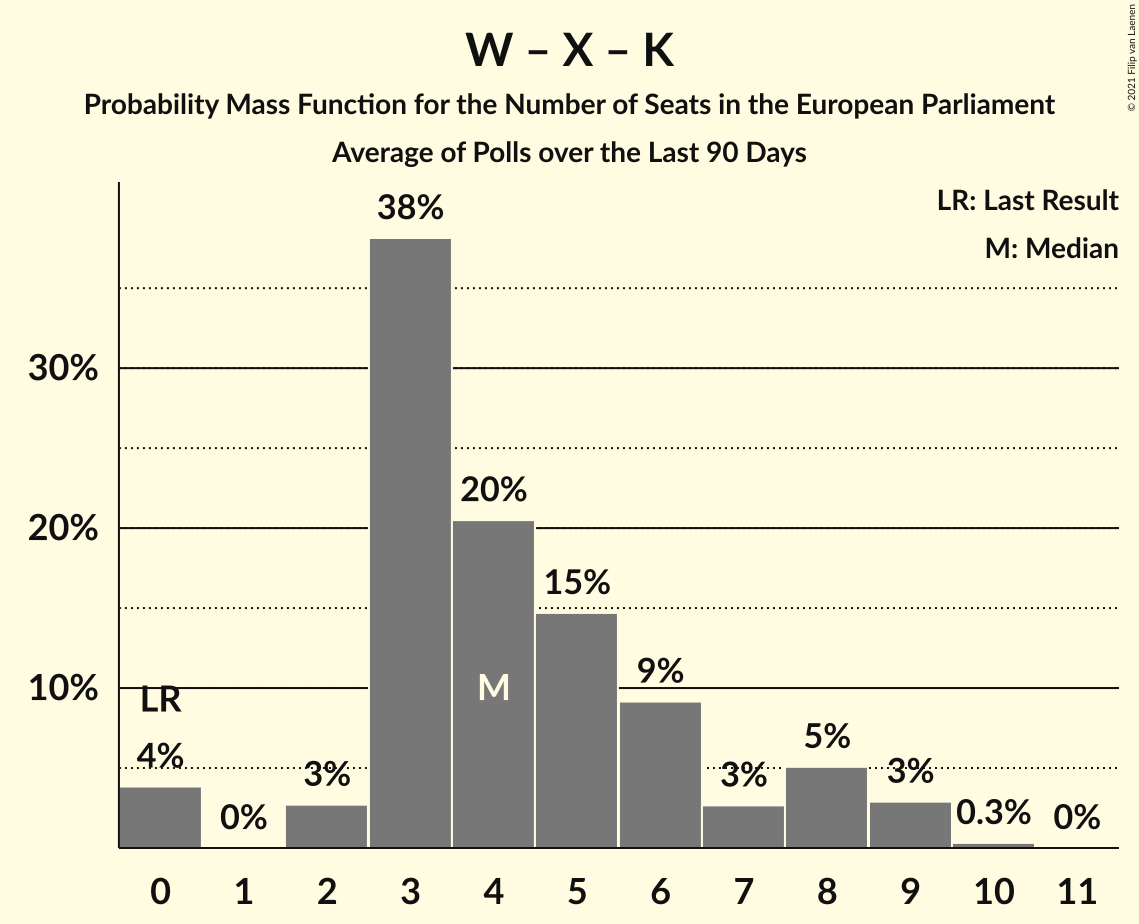 W – X – K
Probability Mass Function for the Number of Seats in the European Parliament
Average of Polls over the Last 90 Days
© 2021 Filip van Laenen
LR: Last Result
M: Median
38%
30%
20%
20%
15%
10%
LR
M
9%
4%
0%
3%
3%
5%
3%
0.3%
0%
0 1 2 3 4 5 6 7 8 9 10 11